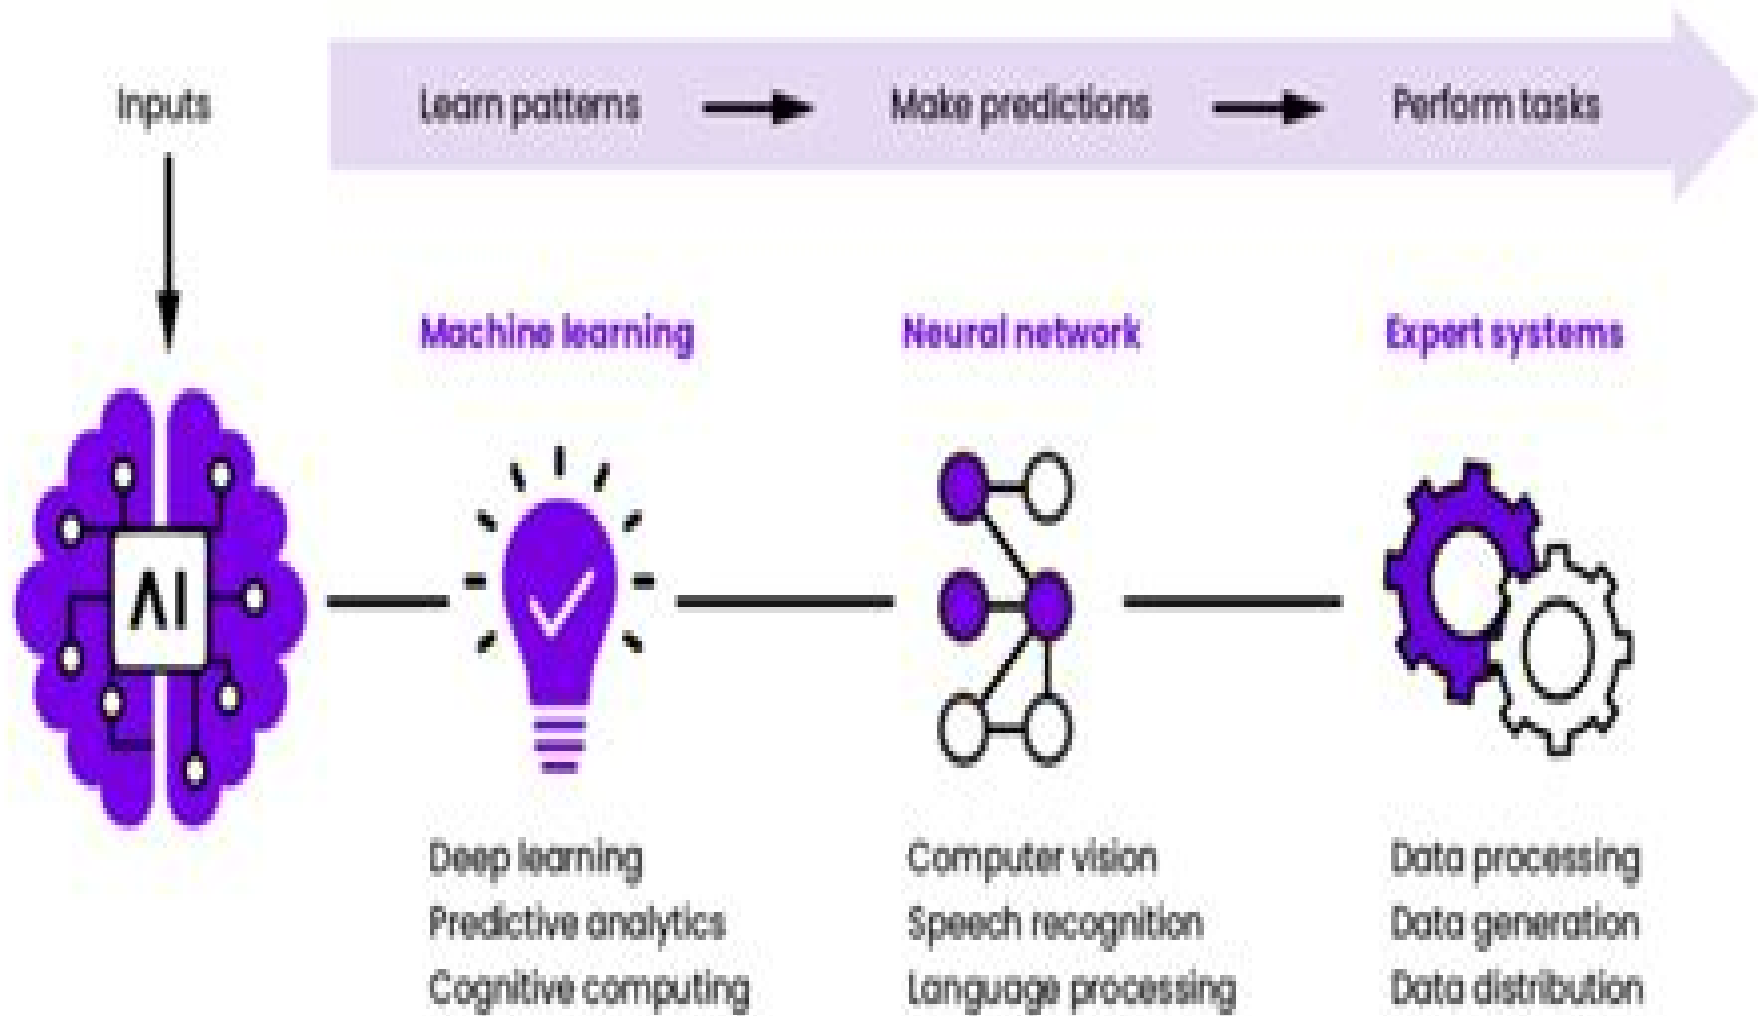 Inputs
Learn patterns
Make predictions
Perform tasks
Machine learning
Neural network
Expert systems
AI
Deep learning
Predictive analytics
Cognitive computing
Computer vision
Speech recognition
Language processing
Data processing
Data generation
Data distribution